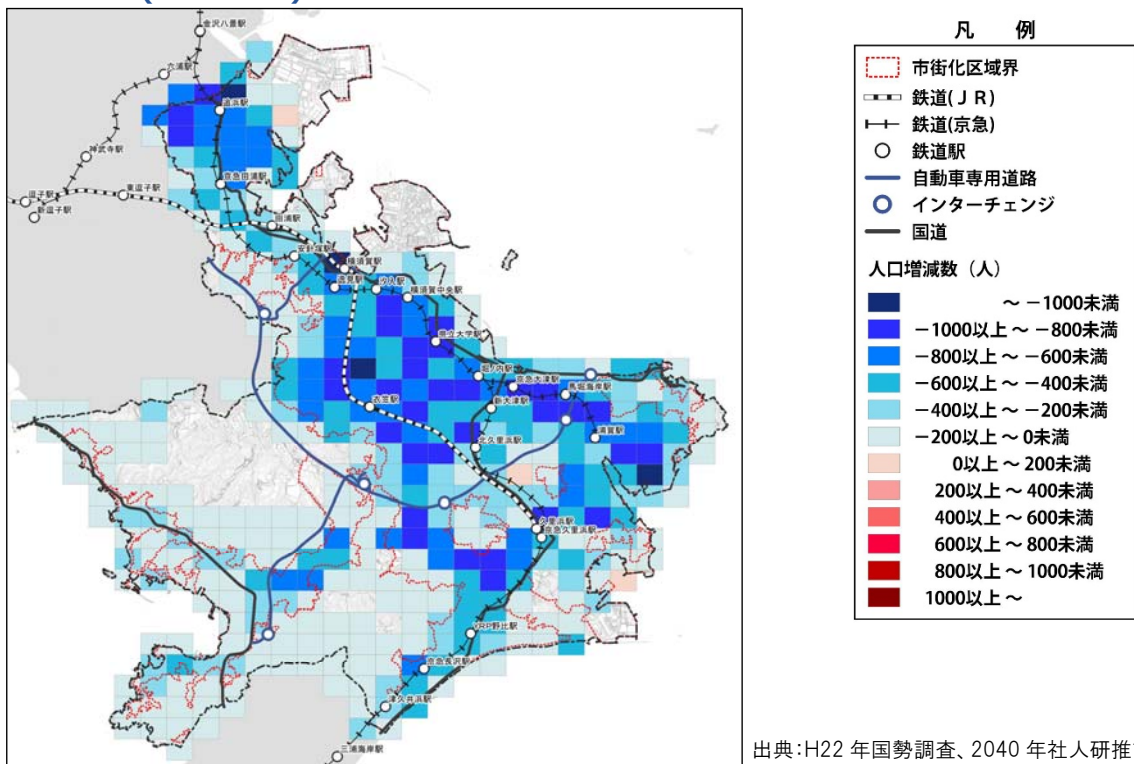 金沢八景駅
六浦駅
追浜駅
神武寺駅
京急田浦駅
逗子駅
東逗子駅
新逗子駅
田浦駅
安針塚駅
横須賀駅
逸見駅
汐入駅
横須賀中央駅
県立大学駅
堀ノ内駅
京急大津駅
馬堀海岸駅
衣笠駅
新大津駅
浦賀駅
北久里浜駅
久里浜駅
京急久里浜駅
YRP野比駅
京急長沢駅
津久井浜駅
三浦海岸駅
凡 例
市街化区域界
鉄道(JR)
鉄道(京急)
鉄道駅
自動車専用道路
インターチェンジ
国道
人口増減数(人)
~-1000未満
-1000以上~-800未満
-800以上~-600未満
-600以上~-400未満
-400以上~-200未満
-200以上~0未満
0以上~200未満
200以上~400未満
400以上~600未満
600以上~800未満
800以上~1000未満
1000以上~
出典:H22 年国勢調査、2040 年社人研推